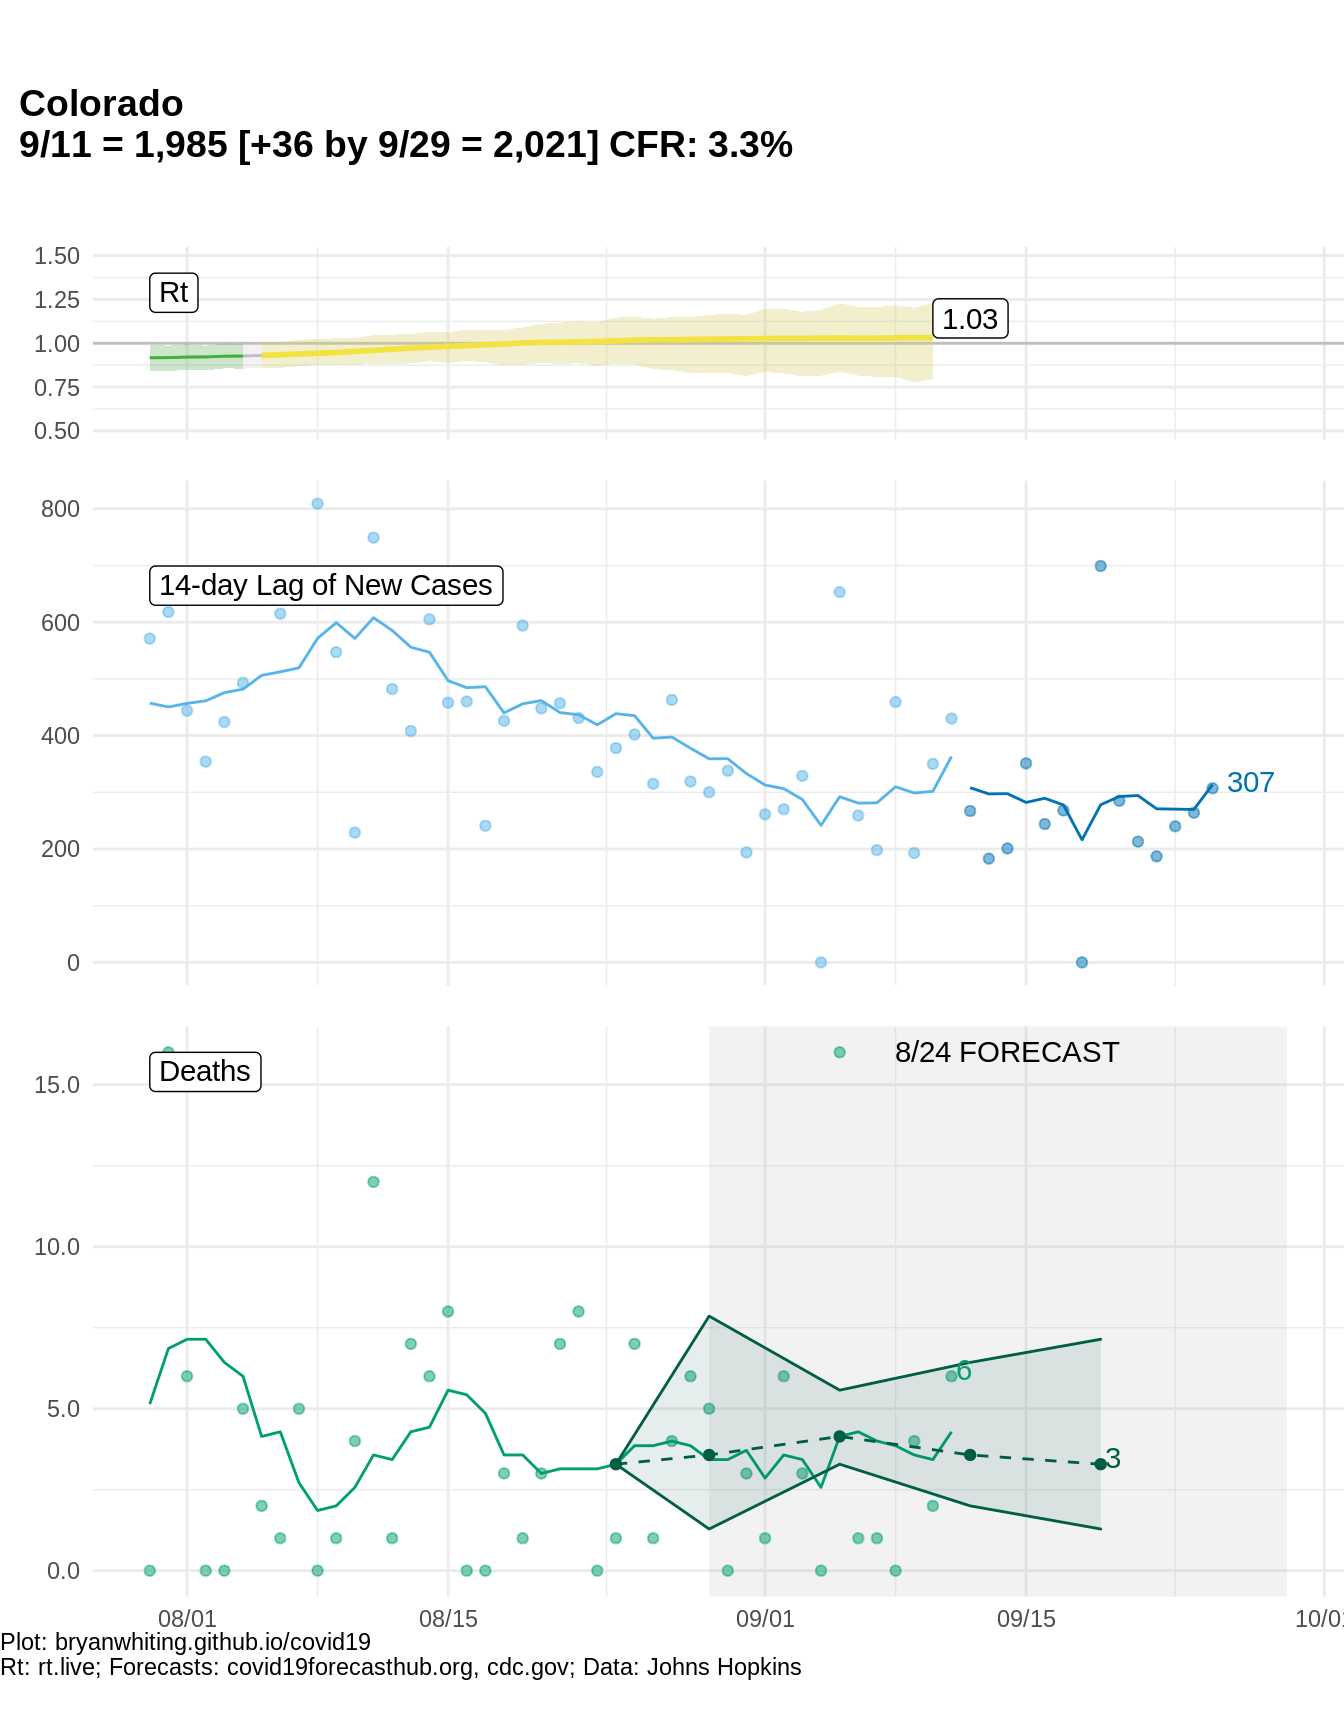 Colorado
9/11 = 1,985 [+36 by 9/29 = 2,021] CFR: 3.3%
1.50
1.25
1.00
0.75
0.50
Rt
1.03
800
600
400
200
0
14-day Lag of New Cases
307
15.0
10.0
5.0
0.0
Deaths
8/24 FORECAST
6
3
08/01 08/15 09/01 09/15 10/01
Plot: bryanwhiting.github.io/covid19
Rt: rt.live; Forecasts: covid19forecasthub.org, cdc.gov; Data: Johns Hopkins